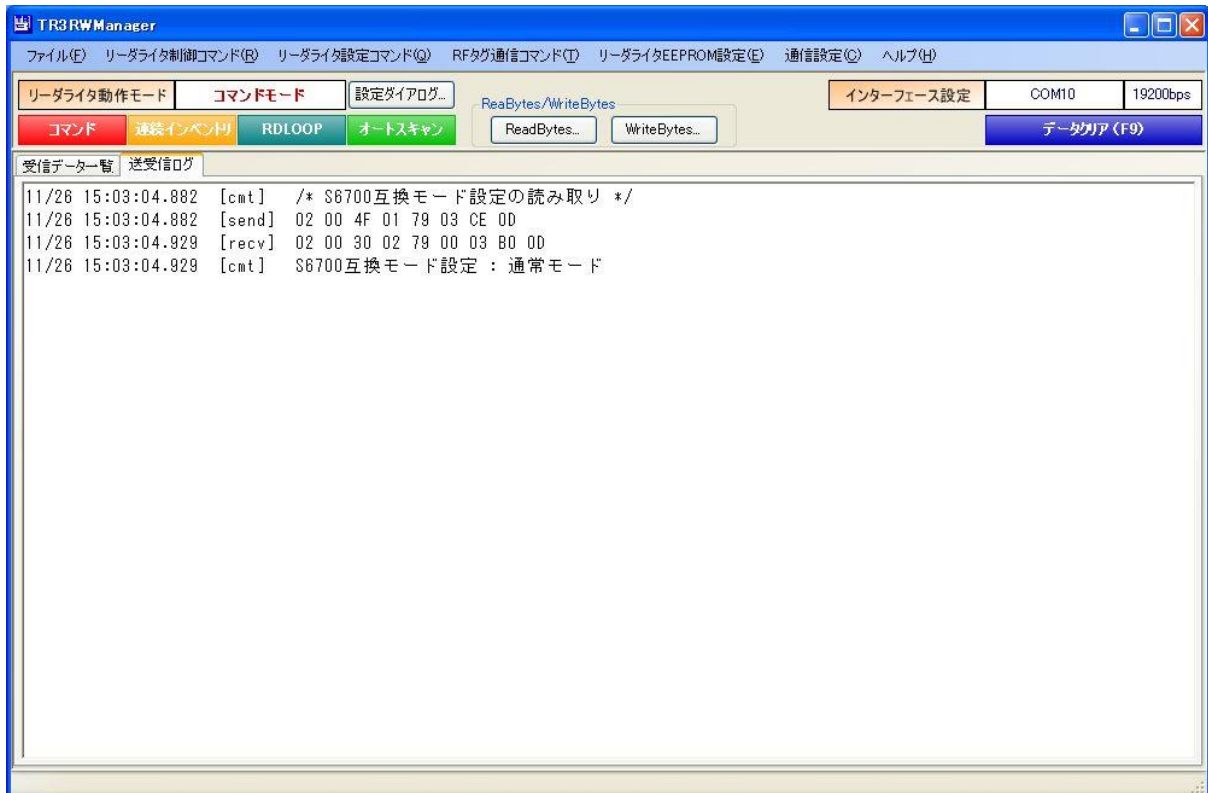 TR3RWManager
ファイル(F) リーダライタ制御コマンド(R) リーダライタ設定コマンド(Q) RFタグ通信コマンド(T) リーダライタEEPROM設定(E) 通信設定(C) ヘルプ(H)
リーダライタ動作モード コマンドモード 設定ダイアログ... ReaBytes/WriteBytes インターフェース設定 COM10 19200bps
コマンド 連続インベントリ RDLOOP オートスキャン ReadBytes... WriteBytes... データクリア(F9)
受信データ一覧 送受信ログ
11/26 15:03:04.882 [cmt] /* S6700互換モード設定の読み取り */
11/26 15:03:04.882 [send] 02 00 4F 01 79 03 CE 0D
11/26 15:03:04.929 [recv] 02 00 30 02 79 00 03 B0 0D
11/26 15:03:04.929 [cmt] S6700互換モード設定 : 通常モード